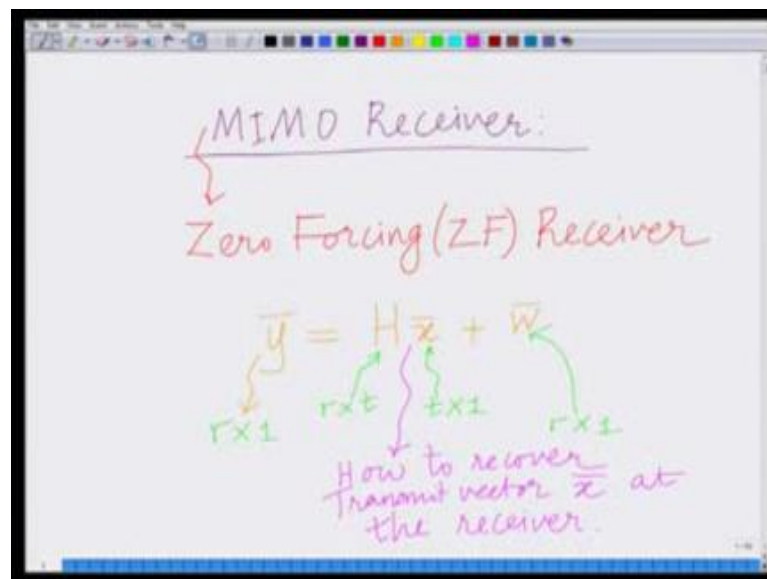 MIMO Receiver:
Zero Forcing (ZF) Receiver
y̅ = H x̅ + w̅
r×1 r×t t×1 r×1
How to recover
Transmit vector x̅ at
the receiver.